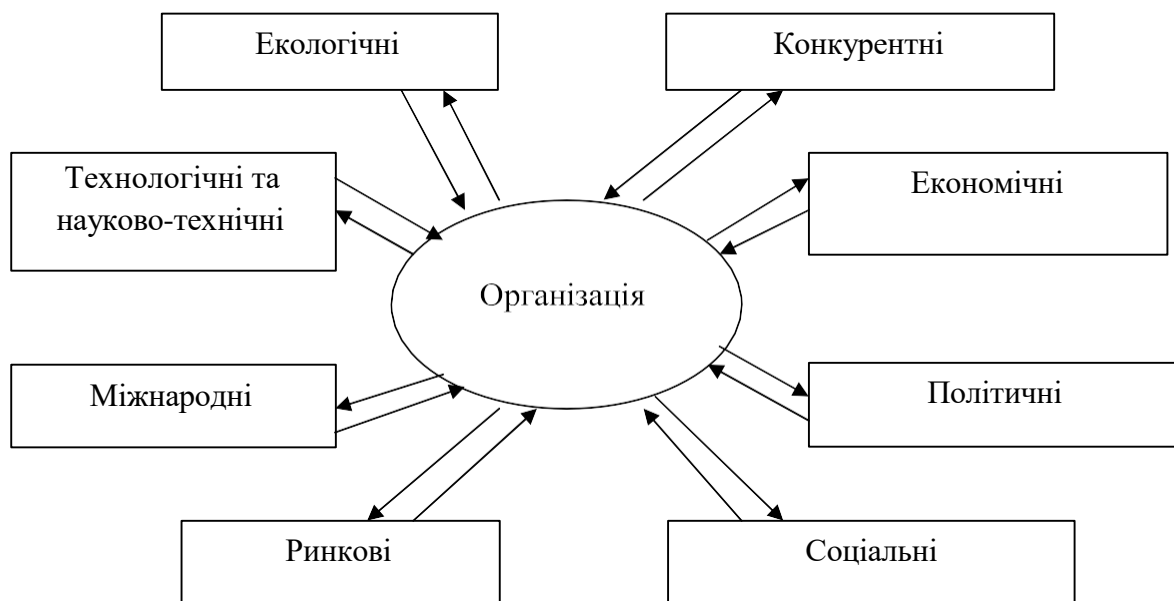 Екологічні
Конкурентні
Технологічні та
науково-технічні
Економічні
Організація
Міжнародні
Політичні
Ринкові
Соціальні